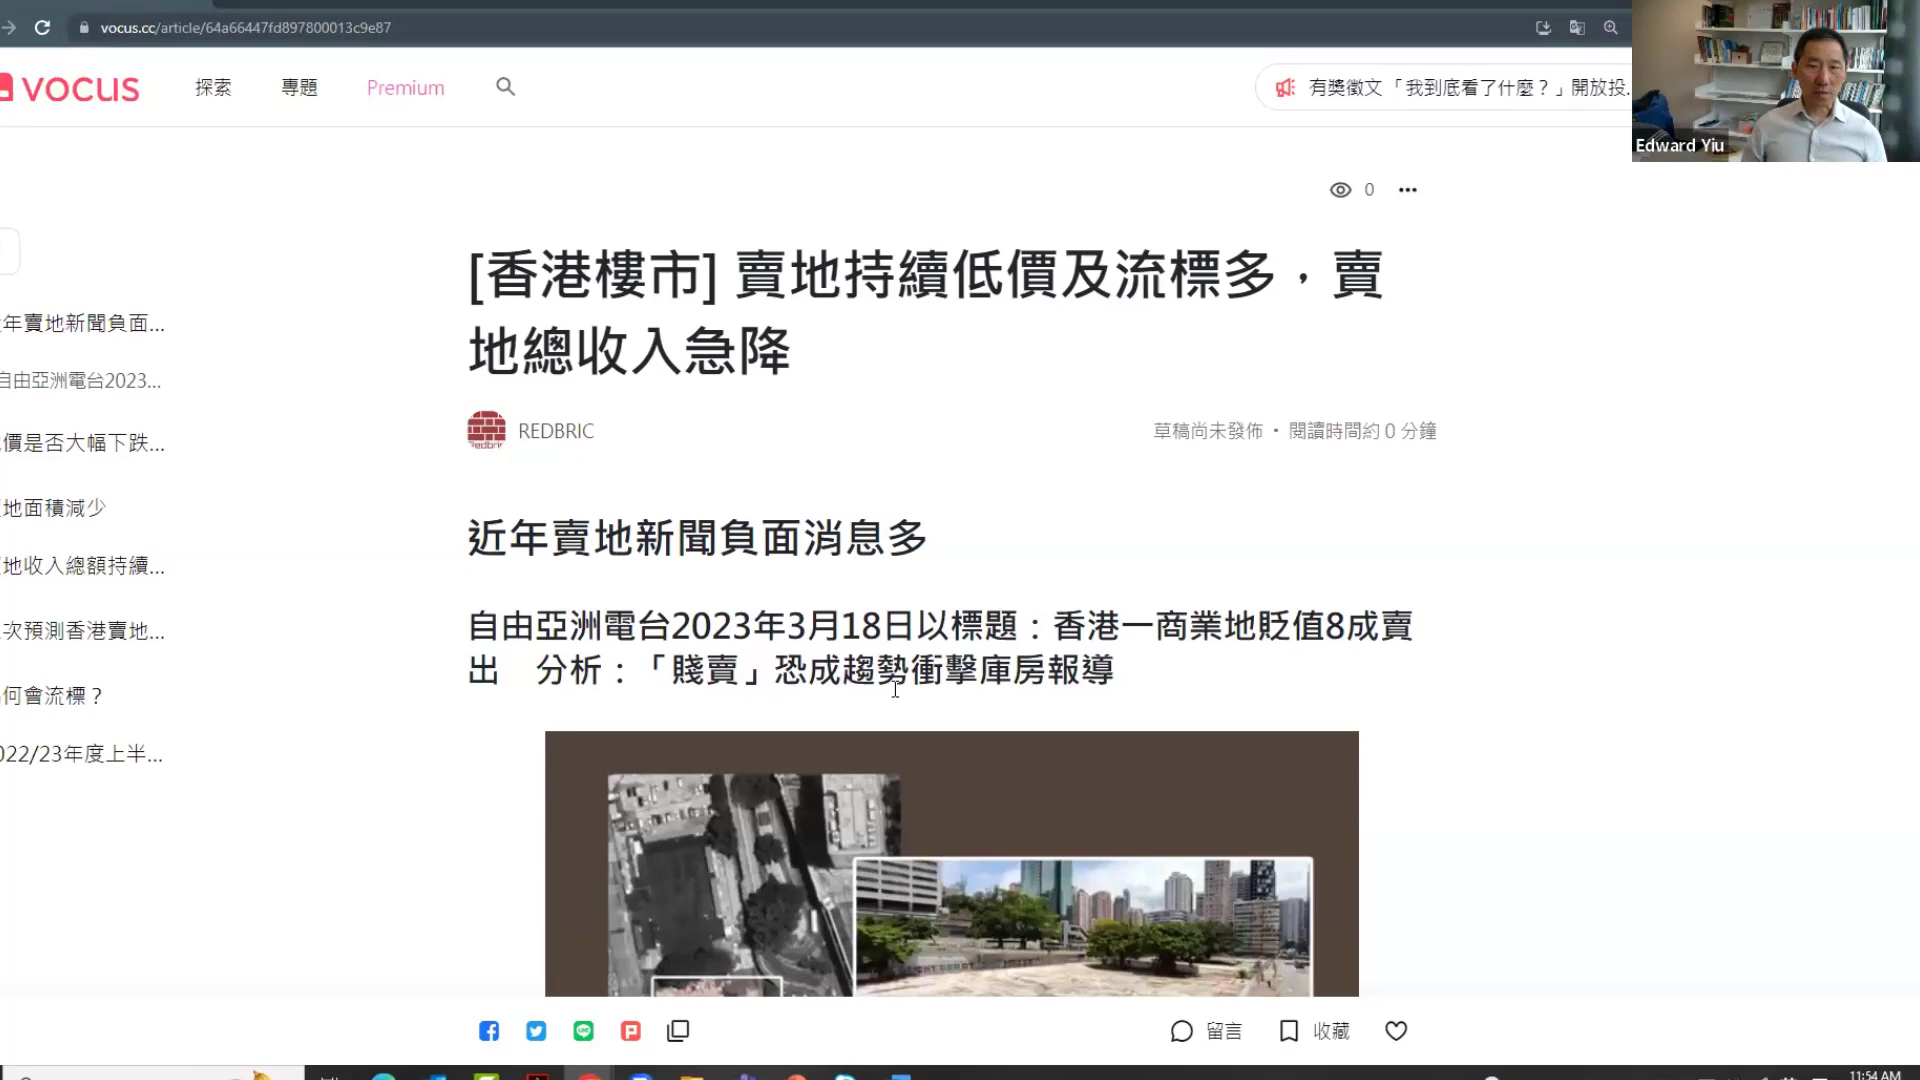 vocus.cc/article/64a66447fd897800013c9e87
vocus
探索
專題
Premium
有獎徵文「我到底看了什麼？」開放投...
Edward Yiu
0
[香港樓市] 賣地持續低價及流標多，賣
地總收入急降
REDBRIC
草稿尚未發佈・閱讀時間約 0 分鐘
年賣地新聞負面...
自由亞洲電台2023...
價是否大幅下跌...
地面積減少
地收入總額持續...
次預測香港賣地...
何會流標？
022/23年度上半...
近年賣地新聞負面消息多
自由亞洲電台2023年3月18日以標題：香港一商業地貶值8成賣
出　分析：「賤賣」恐成趨勢衝擊庫房報導
留言
收藏
11:54 AM